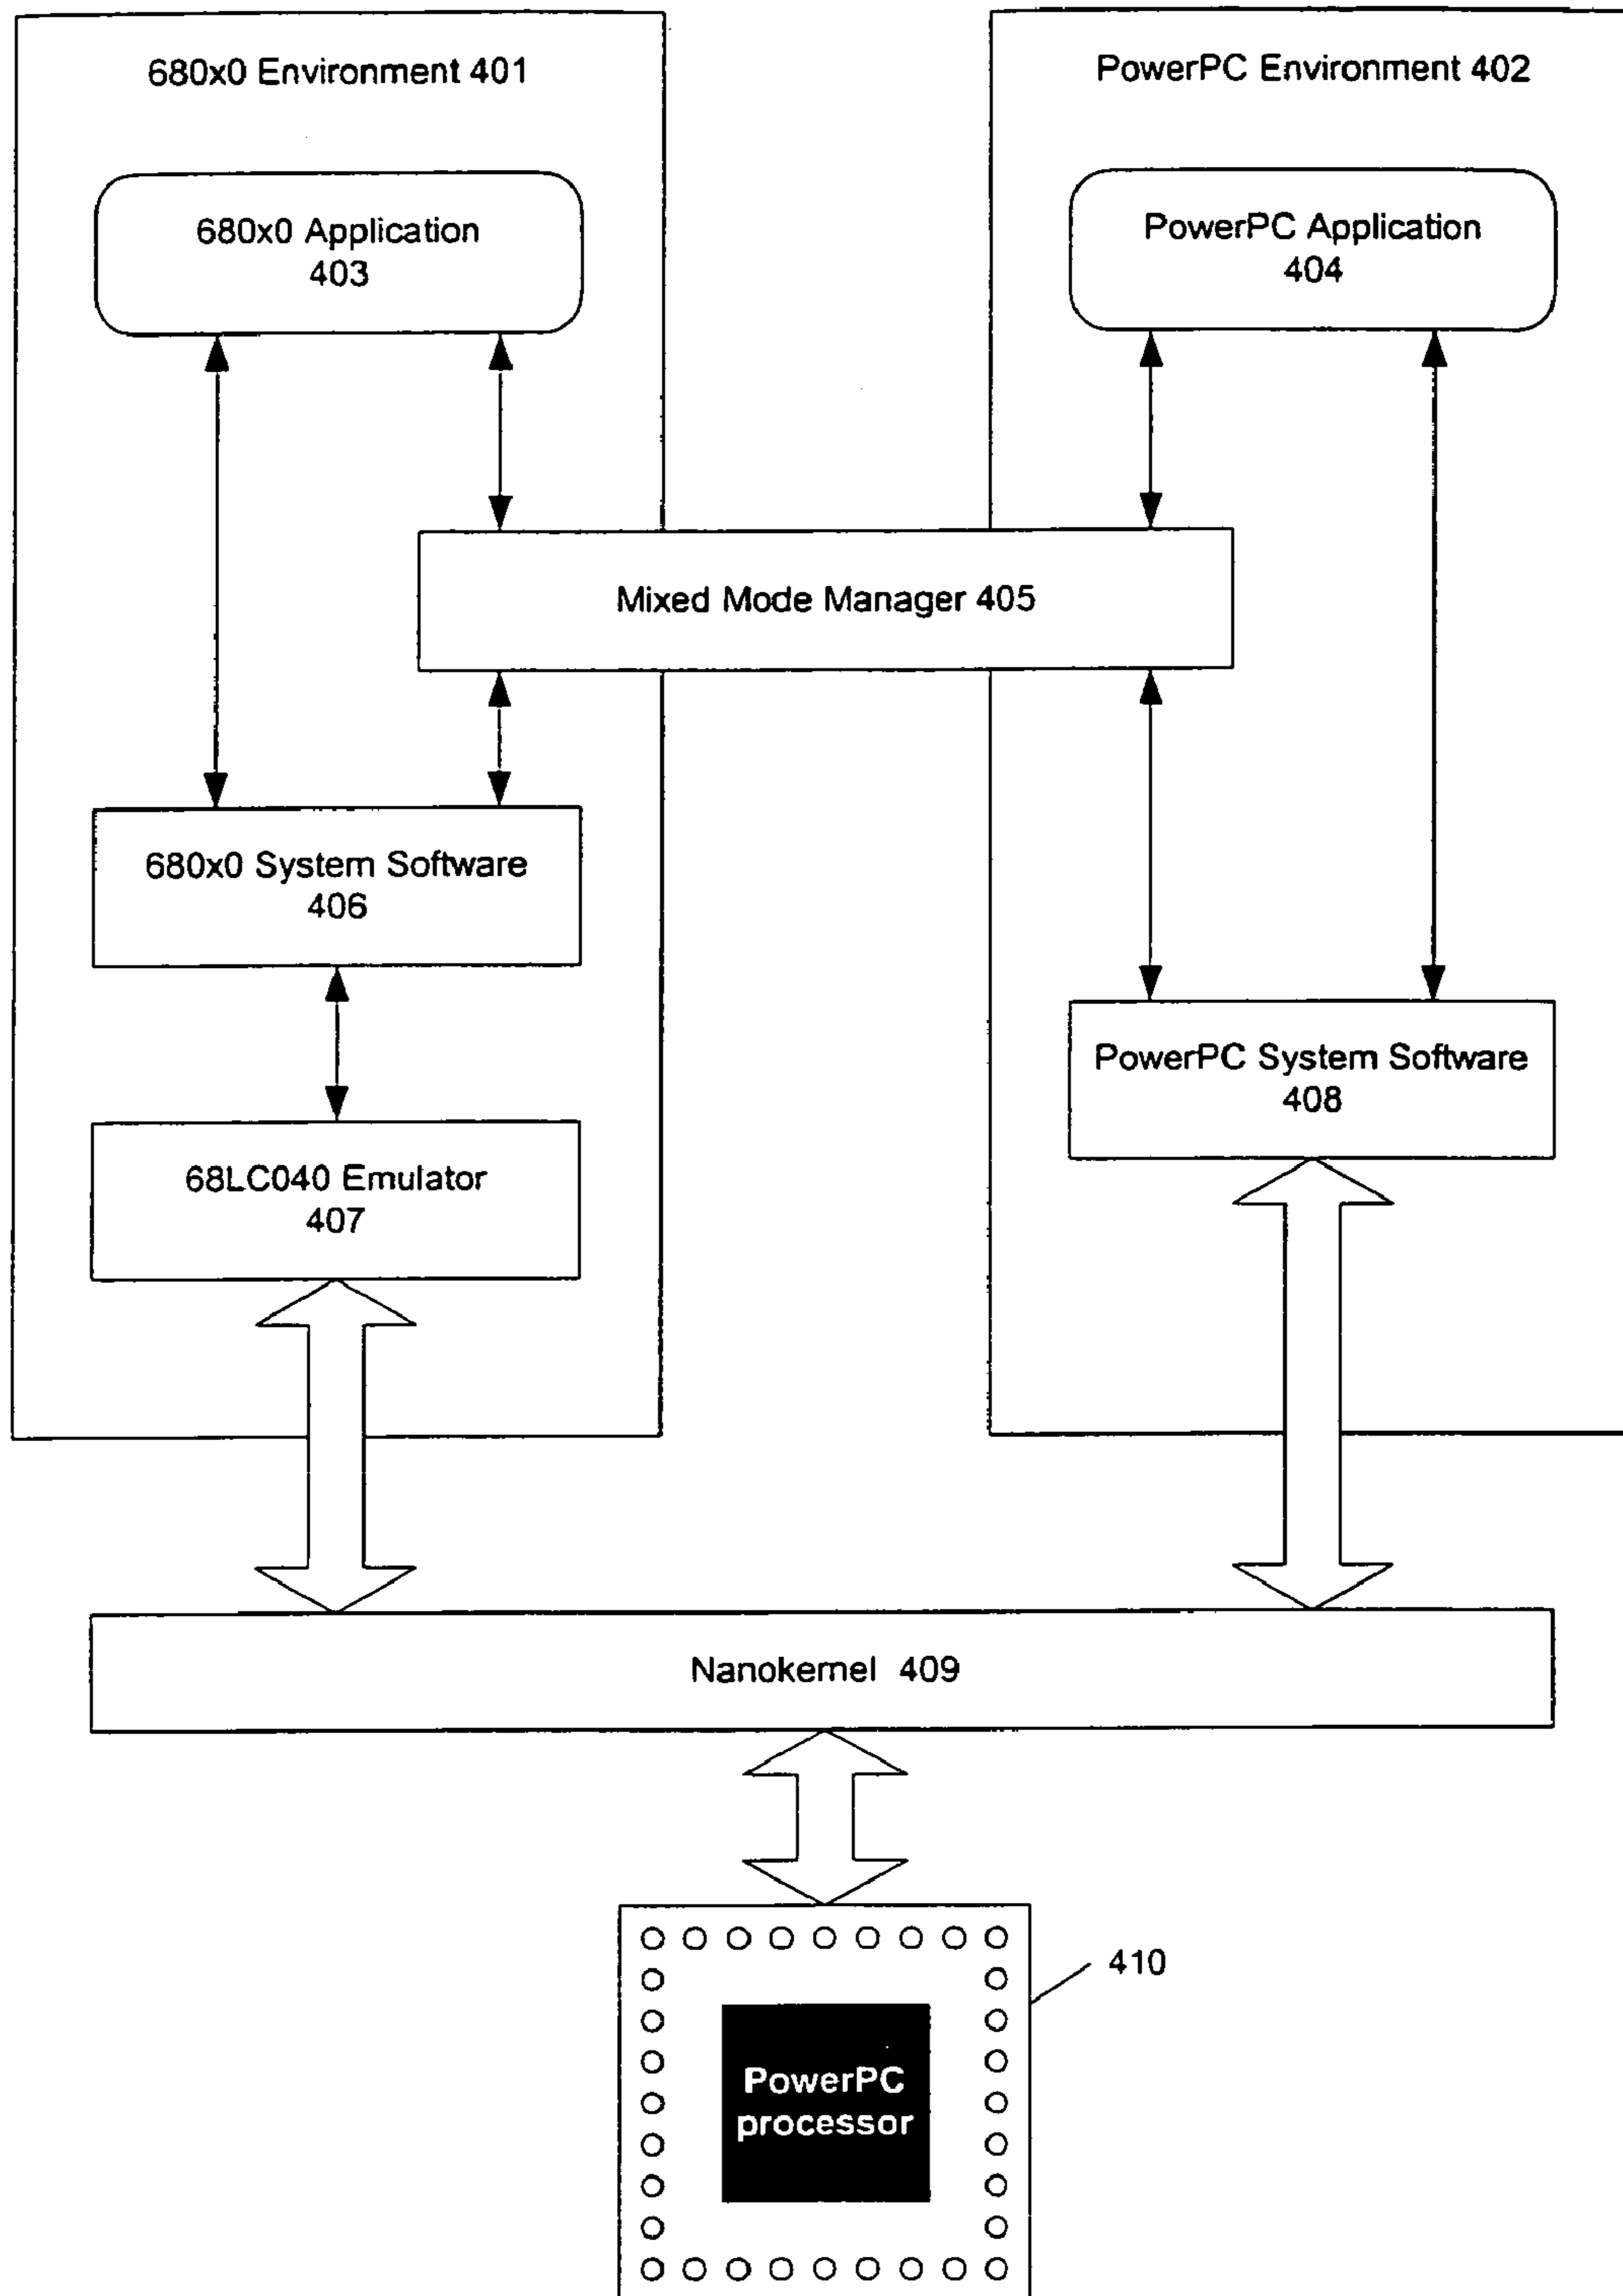 680x0 Environment 401
PowerPC Environment 402
680x0 Application
403
PowerPC Application
404
Mixed Mode Manager 405
680x0 System Software
406
PowerPC System Software
408
68LC040 Emulator
407
Nanokernel 409
410
PowerPC
processor